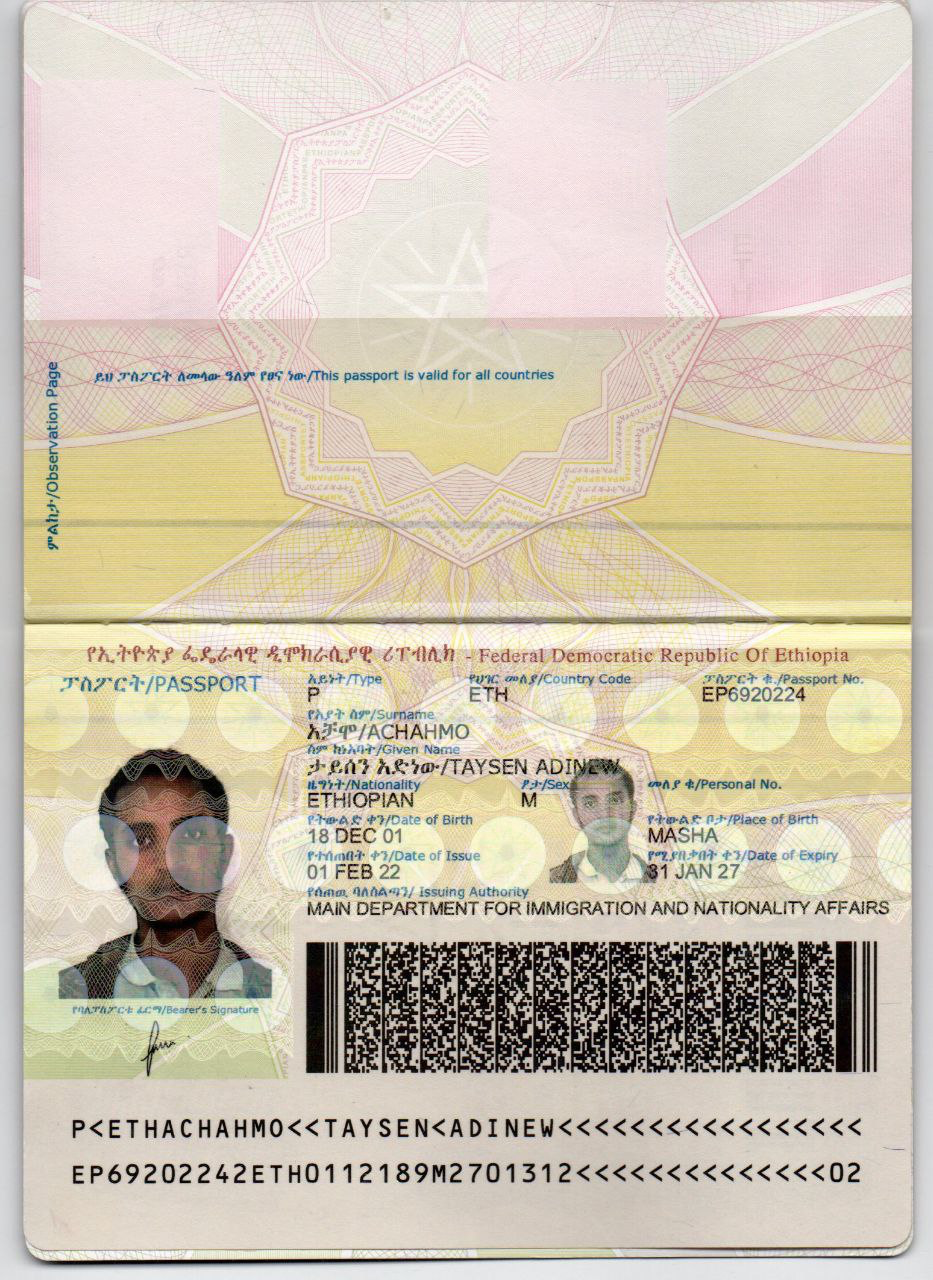 ይህ ፓስፖርት ለመላው ዓለም የፀና ነው/This passport is valid for all countries
ምልከታ/Observation Page
የኢትዮጵያ ፌዴራላዊ ዲሞክራሲያዊ ሪፐብሊክ - Federal Democratic Republic Of Ethiopia
ፓስፖርት/PASSPORT
አይነት/Type
P
የሀገር መለያ/Country Code
ETH
ፓስፖርት ቁ./Passport No.
EP6920224
የአያት ስም/Surname
አቻሞ/ACHAHMO
ስም ከነአባት/Given Name
ታይሰን አድነው/TAYSEN ADINEW
ዜግነት/Nationality
ETHIOPIAN
ፆታ/Sex
M
መለያ ቁ/Personal No.
የትውልድ ቀን/Date of Birth
18 DEC 01
የትውልድ ቦታ/Place of Birth
MASHA
የተሰጠበት ቀን/Date of Issue
01 FEB 22
የሚያበቃበት ቀን/Date of Expiry
31 JAN 27
የሰጠዉ ባለስልጣን/ Issuing Authority
MAIN DEPARTMENT FOR IMMIGRATION AND NATIONALITY AFFAIRS
የባለፓስፖርቱ ፊርማ/Bearer's Signature
P<ETHACHAHMO<<TAYSEN<ADINEW<<<<<<<<<<<<<<<<<
EP69202242ETH0112189M2701312<<<<<<<<<<<<<<02